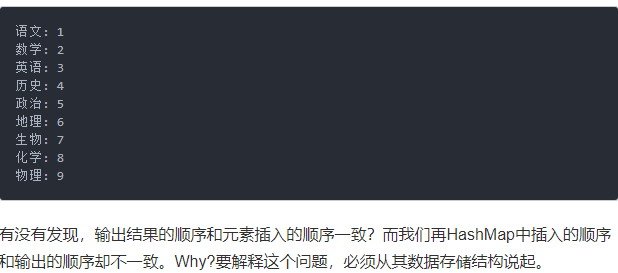 语文：1
数学：2
英语：3
历史：4
政治：5
地理：6
生物：7
化学：8
物理：9
有没有发现，输出结果的顺序和元素插入的顺序一致？而我们再HashMap中插入的顺序
和输出的顺序却不一致。Why?要解释这个问题，必须从其数据存储结构说起。